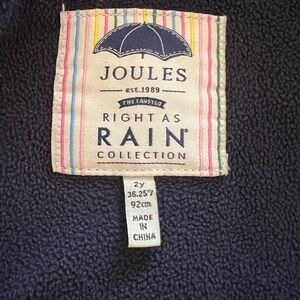 JOULES
est.1989
THE TRUSTED
RIGHT AS
RAIN®
COLLECTION
2y
36.25"/
92cm
MADE
IN
CHINA